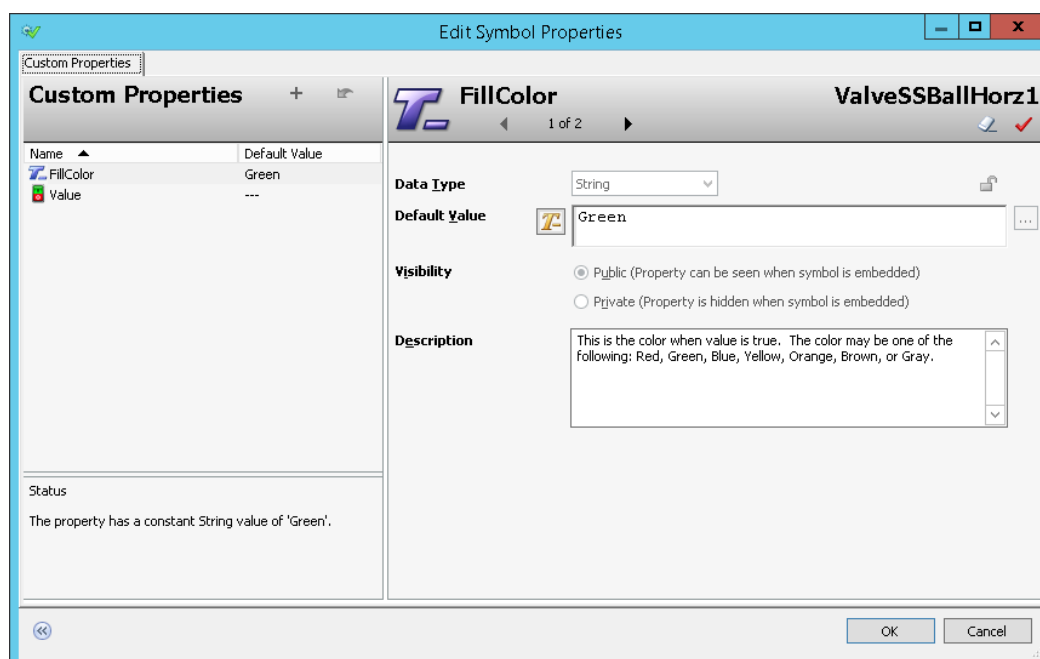 Edit Symbol Properties
Custom Properties
Custom Properties
Name Default Value
FillColor Green
Value ---
Status
The property has a constant String value of 'Green'.
FillColor ValveSSBallHorz1
1 of 2
Data Type String
Default Value Green ...
Visibility Public (Property can be seen when symbol is embedded)
Private (Property is hidden when symbol is embedded)
Description This is the color when value is true. The color may be one of the
following: Red, Green, Blue, Yellow, Orange, Brown, or Gray.
OK Cancel